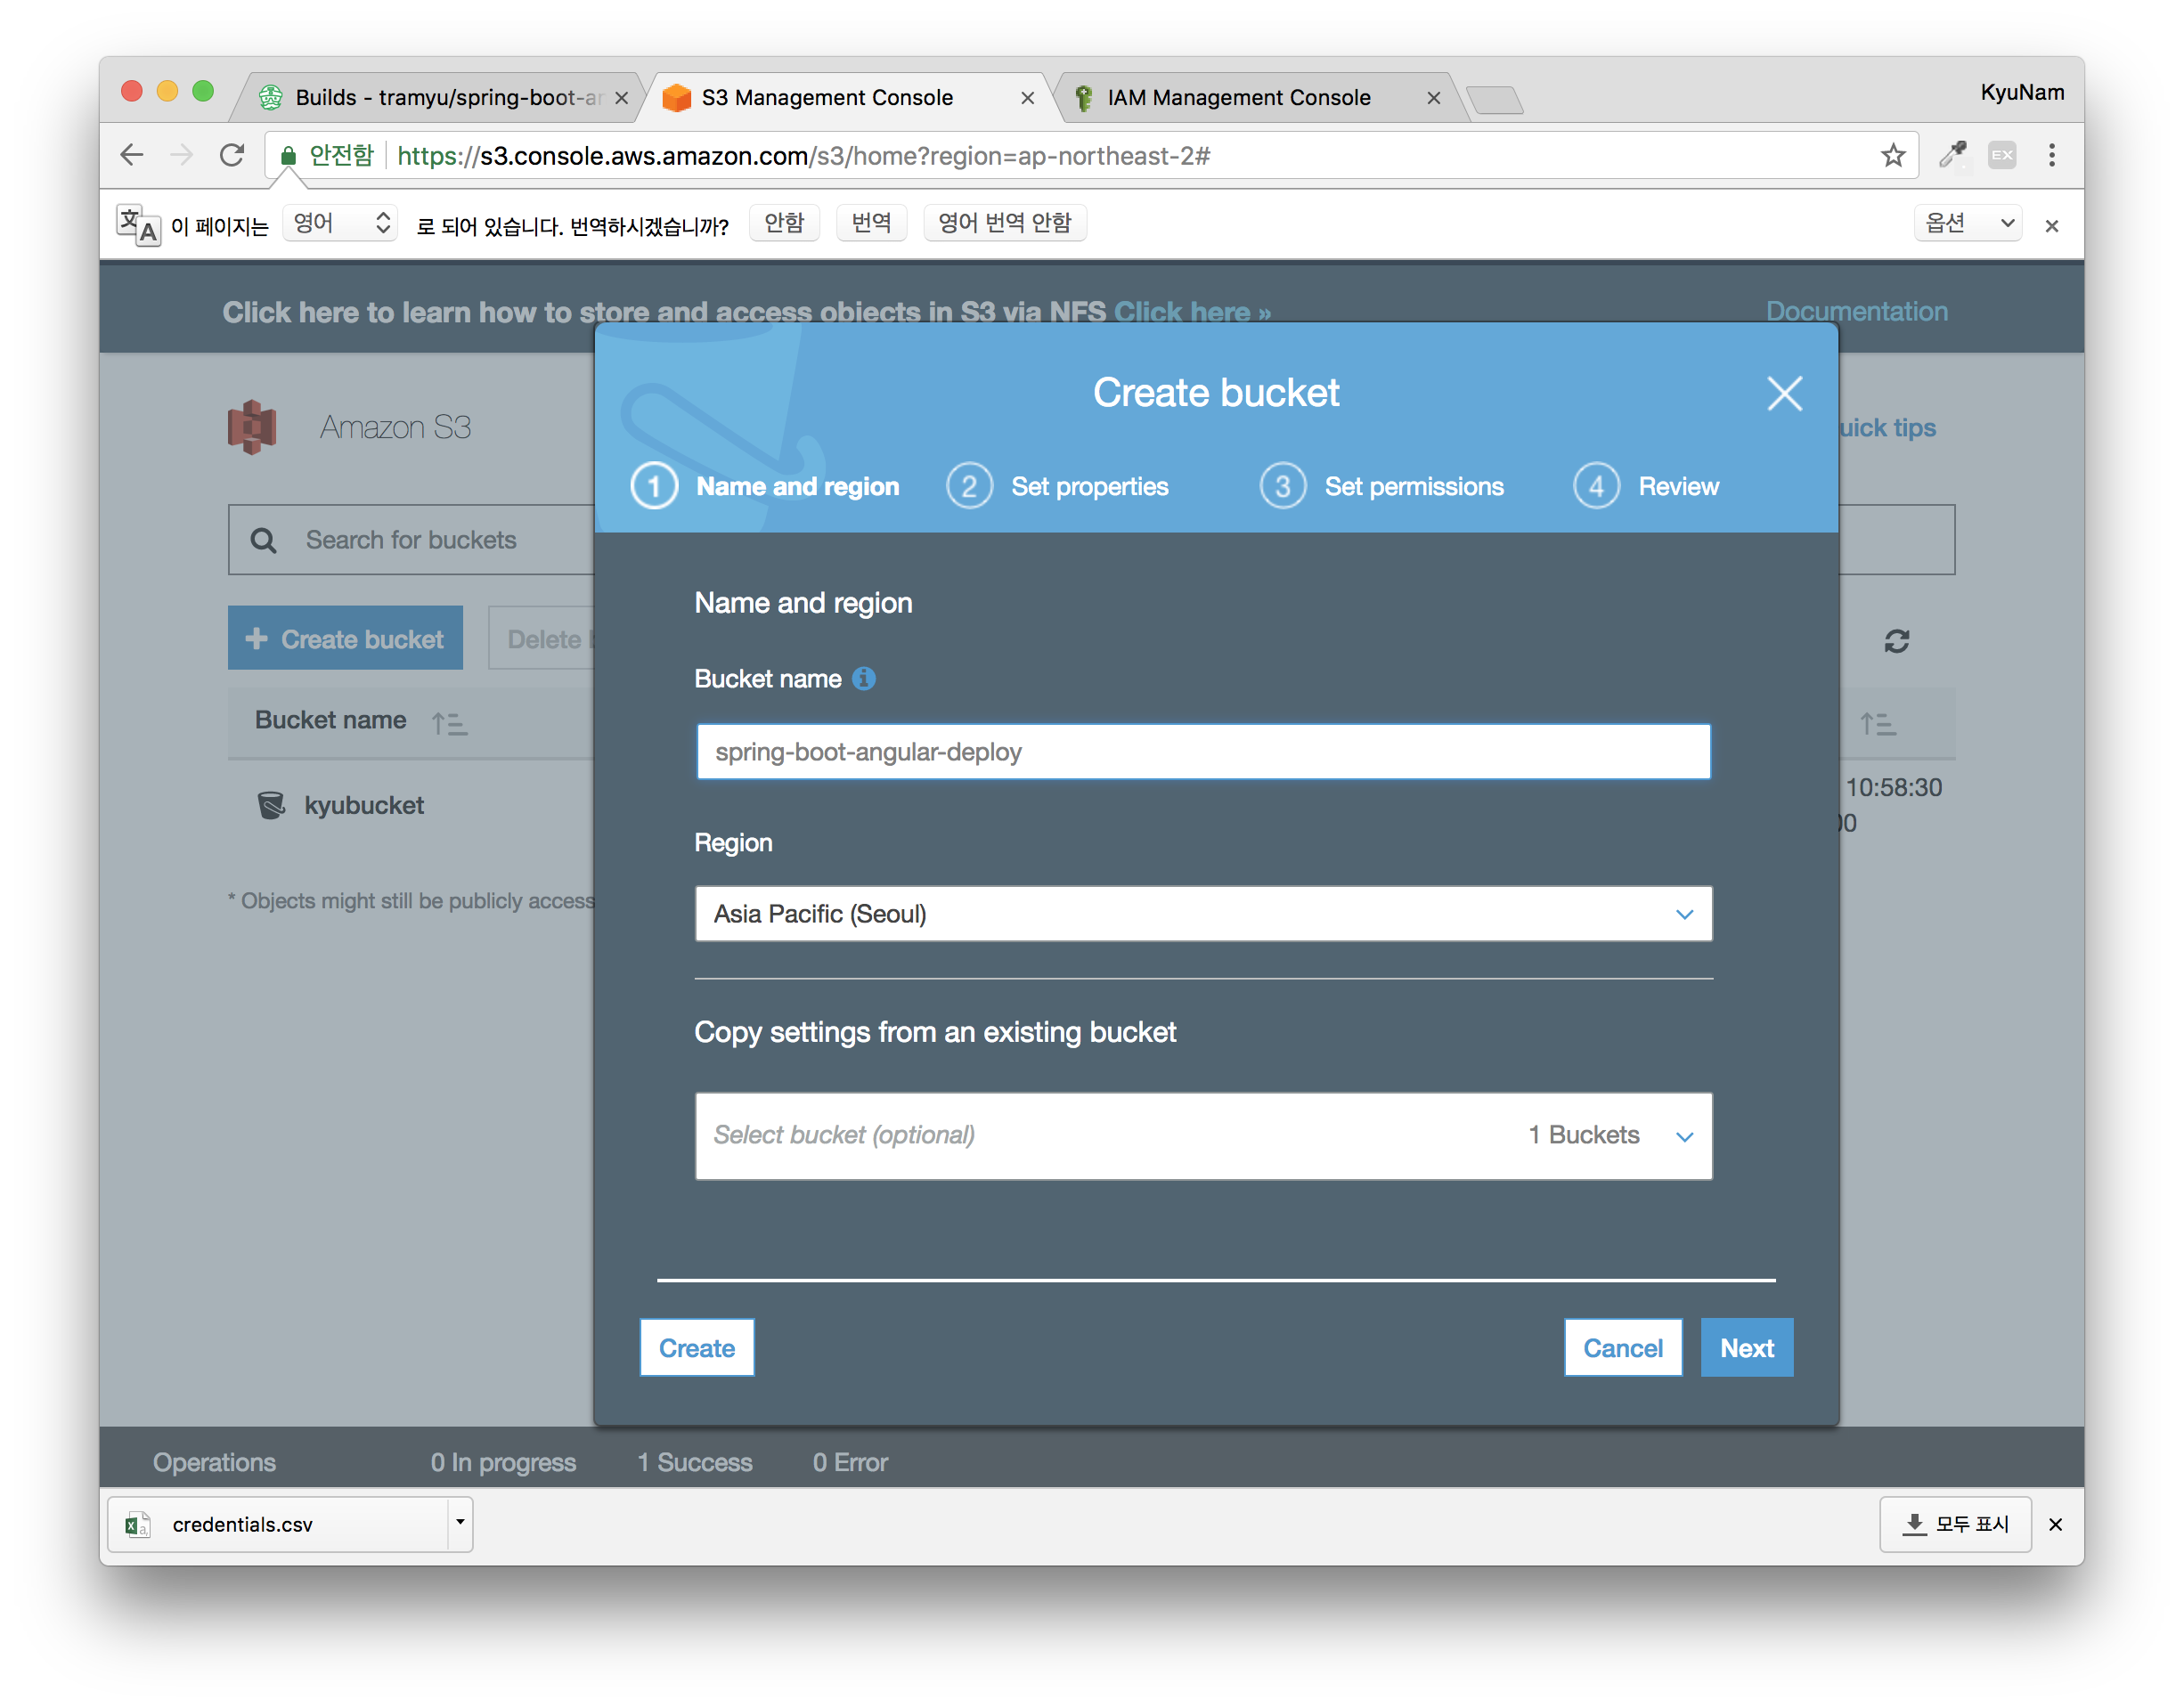 Builds - tramyu/spring-boot-ar
S3 Management Console
IAM Management Console
KyuNam
안전함
https://s3.console.aws.amazon.com/s3/home?region=ap-northeast-2#
EX
이 페이지는 영어 로 되어 있습니다. 번역하시겠습니까? 안함 번역 영어 번역 안함 옵션
Click here to learn how to store and access objects in S3 via NFS Click here »
Documentation
Create bucket
Amazon S3
uick tips
1 Name and region
2 Set properties
3 Set permissions
4 Review
Search for buckets
Name and region
Create bucket
Delete
Bucket name
Bucket name
spring-boot-angular-deploy
kyubucket
10:58:30
00
Region
Asia Pacific (Seoul)
* Objects might still be publicly access
Copy settings from an existing bucket
Select bucket (optional)
1 Buckets
Create
Cancel
Next
Operations
0 In progress
1 Success
0 Error
credentials.csv
모두 표시